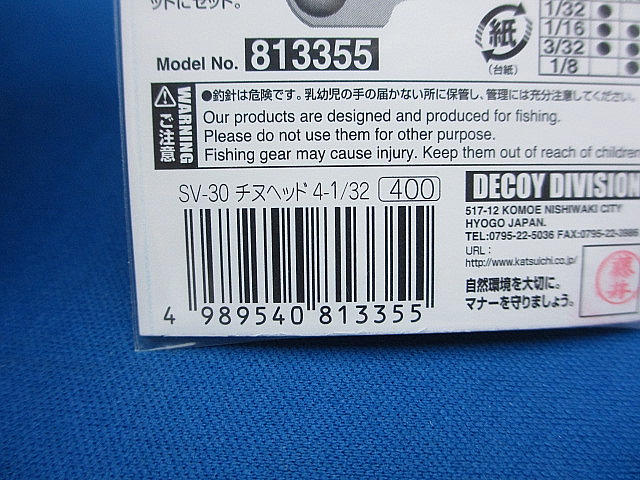 ットにセット。
Model No. 813355
紙
(台紙)
1/32
1/16
3/32
1/8
WARNING
ご注意
●釣針は危険です。乳幼児の手の届かない所に保管し、管理には充分注意してください。
Our products are designed and produced for fishing.
Please do not use them for other purpose.
Fishing gear may cause injury. Keep them out of reach of children
SV-30 チヌヘッド 4-1/32 400
4 989540 813355
DECOY DIVISION
517-12 KOMOE NISHIWAKI CITY
HYOGO JAPAN.
TEL:0795-22-5036 FAX:0795-22-3986
URL:
http://www.katsuichi.co.jp/
自然環境を大切に。
マナーを守りましょう。
藤井